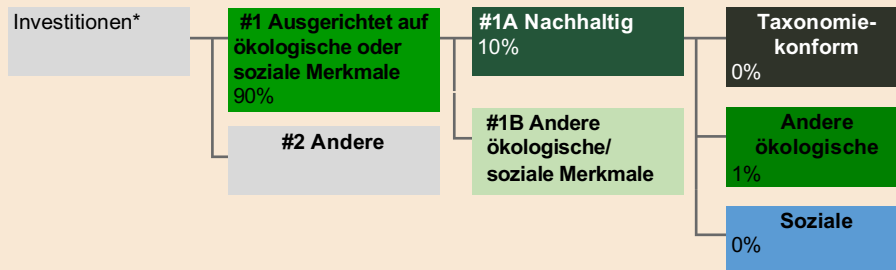 Investitionen*
#1 Ausgerichtet auf
ökologische oder
soziale Merkmale
90%
#2 Andere
#1A Nachhaltig
10%
#1B Andere
ökologische/
soziale Merkmale
Taxonomie-
konform
0%
Andere
ökologische
1%
Soziale
0%